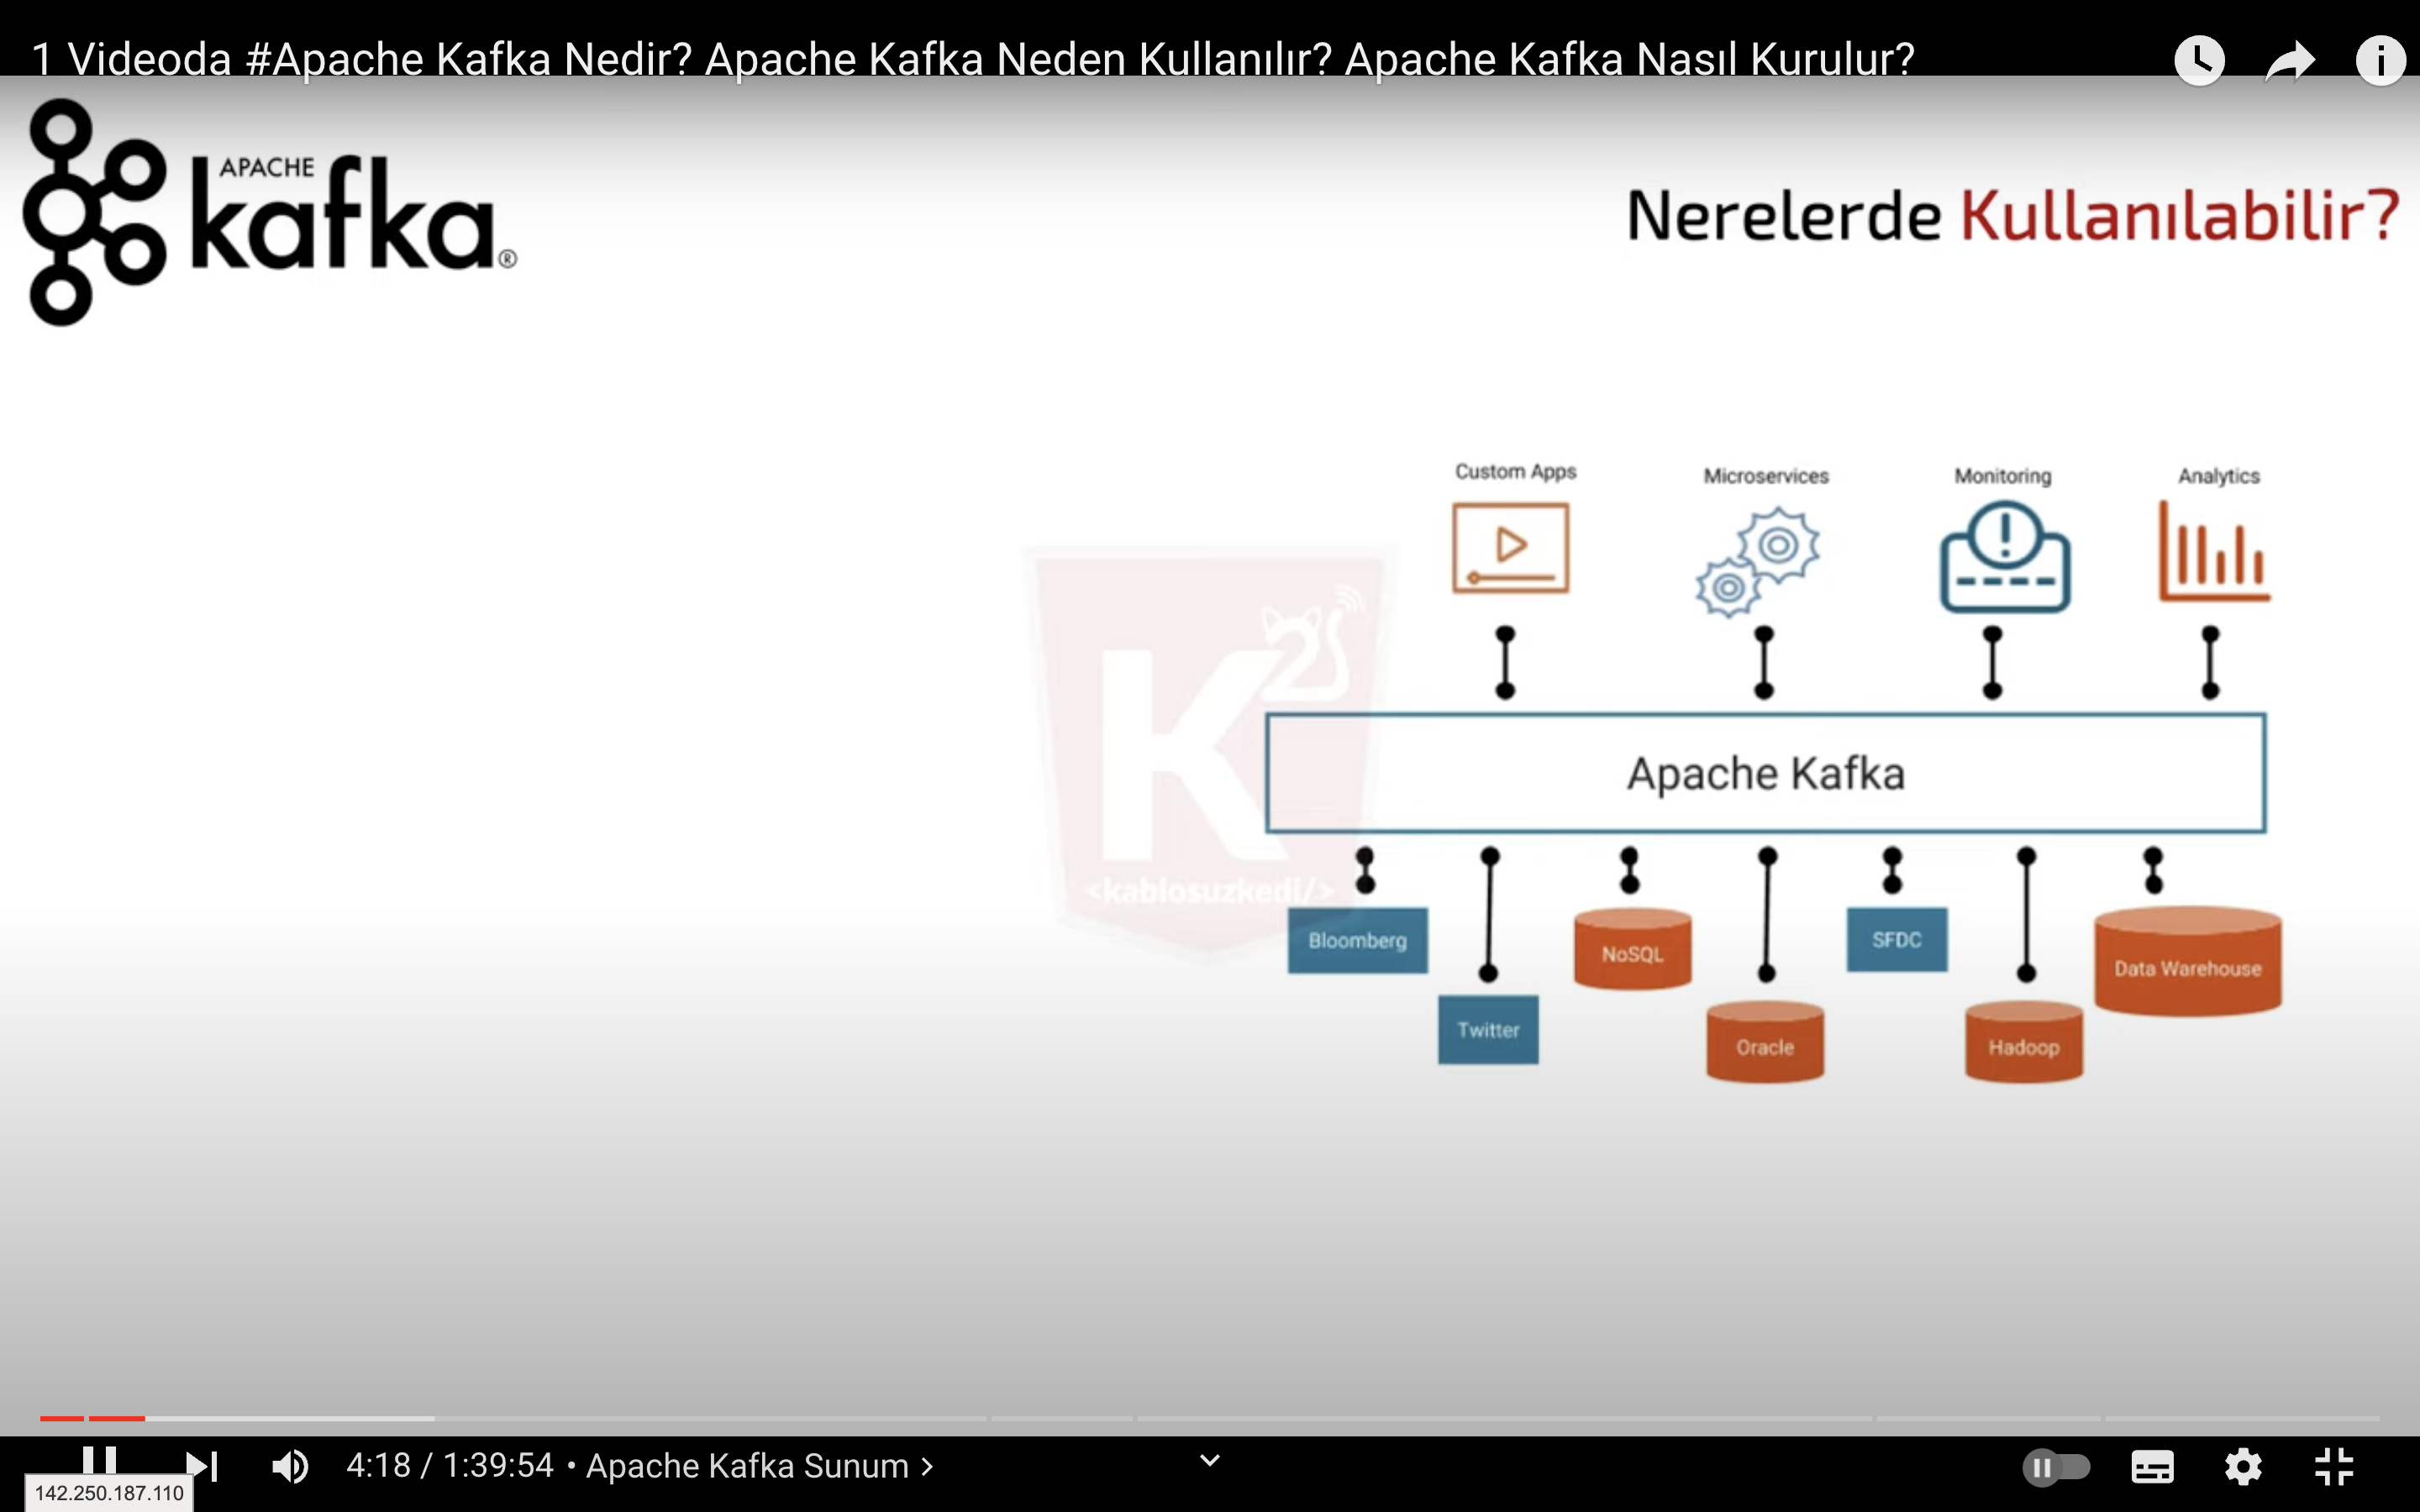 1 Videoda #Apache Kafka Nedir? Apache Kafka Neden Kullanılır? Apache Kafka Nasıl Kurulur?
APACHE
kafka®
Nerelerde Kullanılabilir?
Custom Apps
Microservices
Monitoring
Analytics
Apache Kafka
K2
<kablosuzkedi/>
Bloomberg
NoSQL
SFDC
Data Warehouse
Twitter
Oracle
Hadoop
4:18 / 1:39:54 • Apache Kafka Sunum >
142.250.187.110